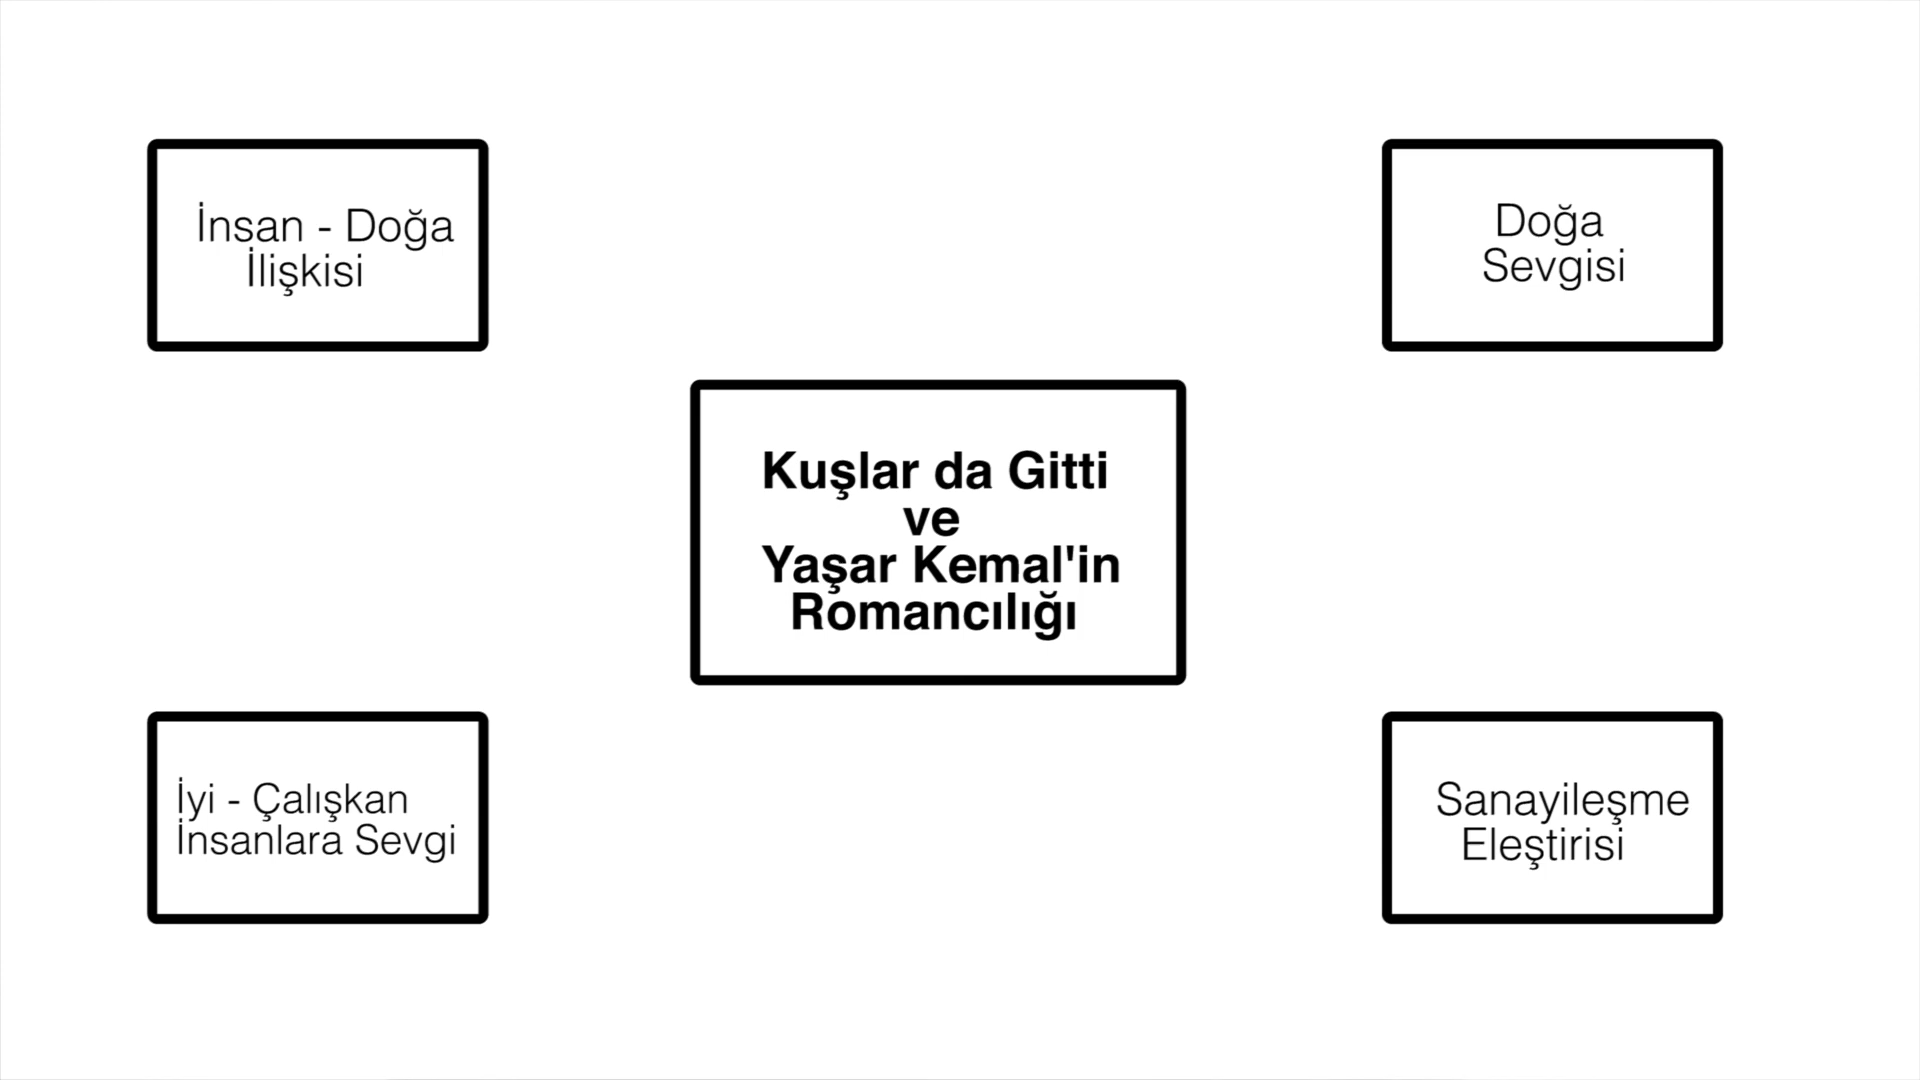 İnsan - Doğa
İlişkisi
Doğa
Sevgisi
Kuşlar da Gitti
ve
Yaşar Kemal'in
Romancılığı
İyi - Çalışkan
İnsanlara Sevgi
Sanayileşme
Eleştirisi